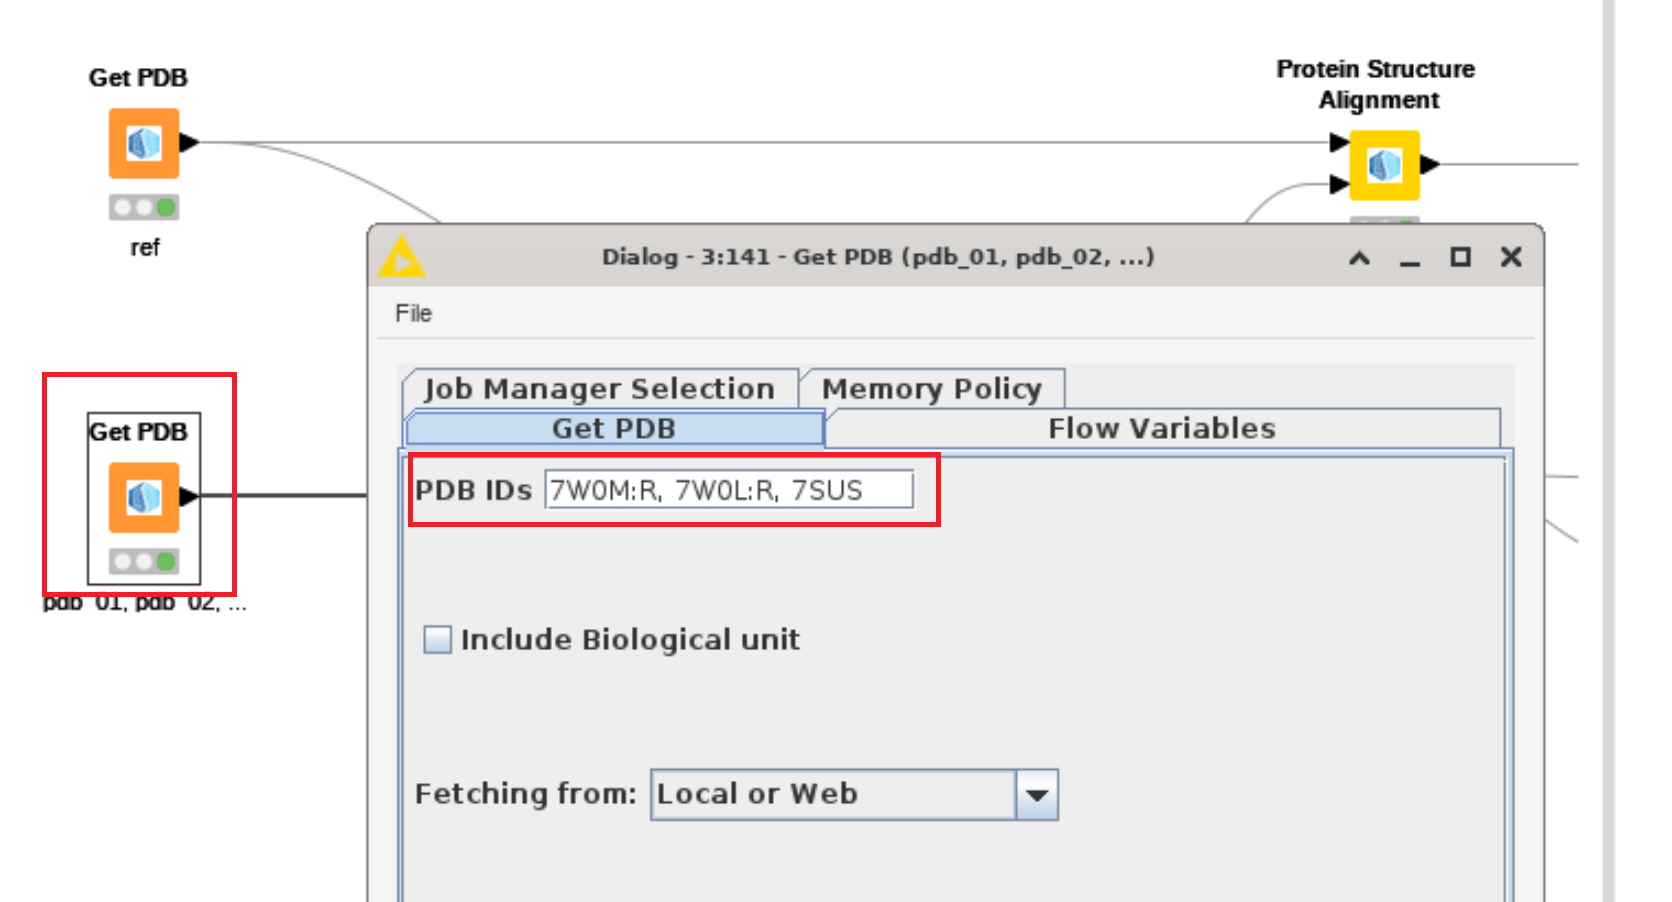 Get PDB
ref
Protein Structure
Alignment
Get PDB
pdb_01, pdb_02, ...
Dialog - 3:141 - Get PDB (pdb_01, pdb_02, ...)
File
Job Manager Selection
Memory Policy
Get PDB
Flow Variables
PDB IDs 7W0M:R, 7W0L:R, 7SUS
Include Biological unit
Fetching from: Local or Web